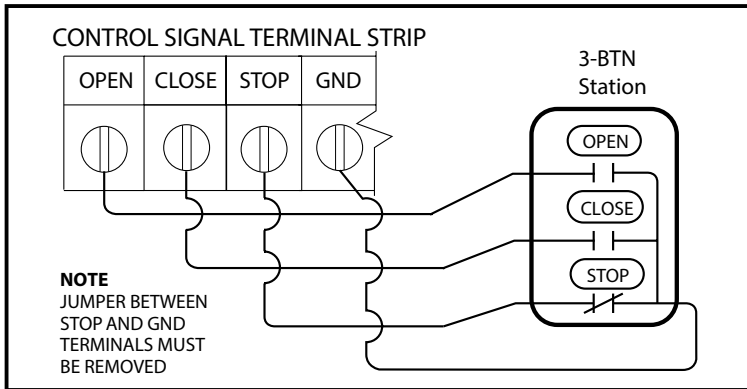 CONTROL SIGNAL TERMINAL STRIP
OPEN CLOSE STOP GND
3-BTN
Station
OPEN
CLOSE
STOP
NOTE
JUMPER BETWEEN
STOP AND GND
TERMINALS MUST
BE REMOVED